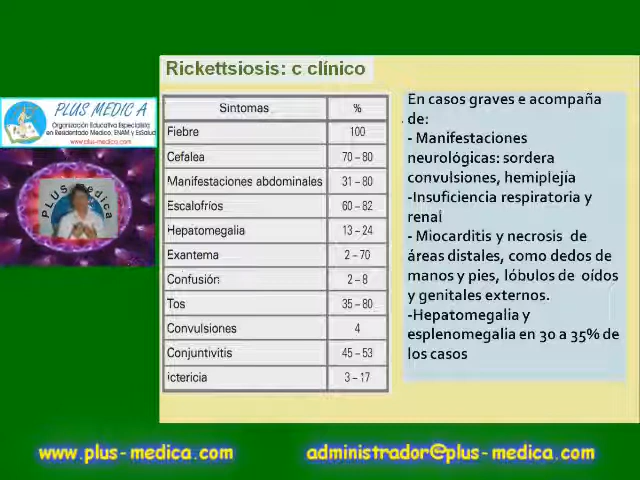 Rickettsiosis: c clínico
PLUS MEDIC A
Organización Educativa Especialista
en Residentado Medico, ENAM y EsSalud
www.plus-medica.com
PLUS Medica
Sintomas %
Fiebre 100
Cefalea 70 – 80
Manifestaciones abdominales 31 – 80
Escalofríos 60 – 82
Hepatomegalia 13 – 24
Exantema 2 – 70
Confusión 2 – 8
Tos 35 – 80
Convulsiones 4
Conjuntivitis 45 – 53
ictericia 3 – 17
En casos graves e acompaña
de:
- Manifestaciones
neurológicas: sordera
convulsiones, hemiplejía
-Insuficiencia respiratoria y
renal
- Miocarditis y necrosis de
áreas distales, como dedos de
manos y pies, lóbulos de oídos
y genitales externos.
-Hepatomegalia y
esplenomegalia en 30 a 35% de
los casos
www.plus-medica.com
administrador@plus-medica.com